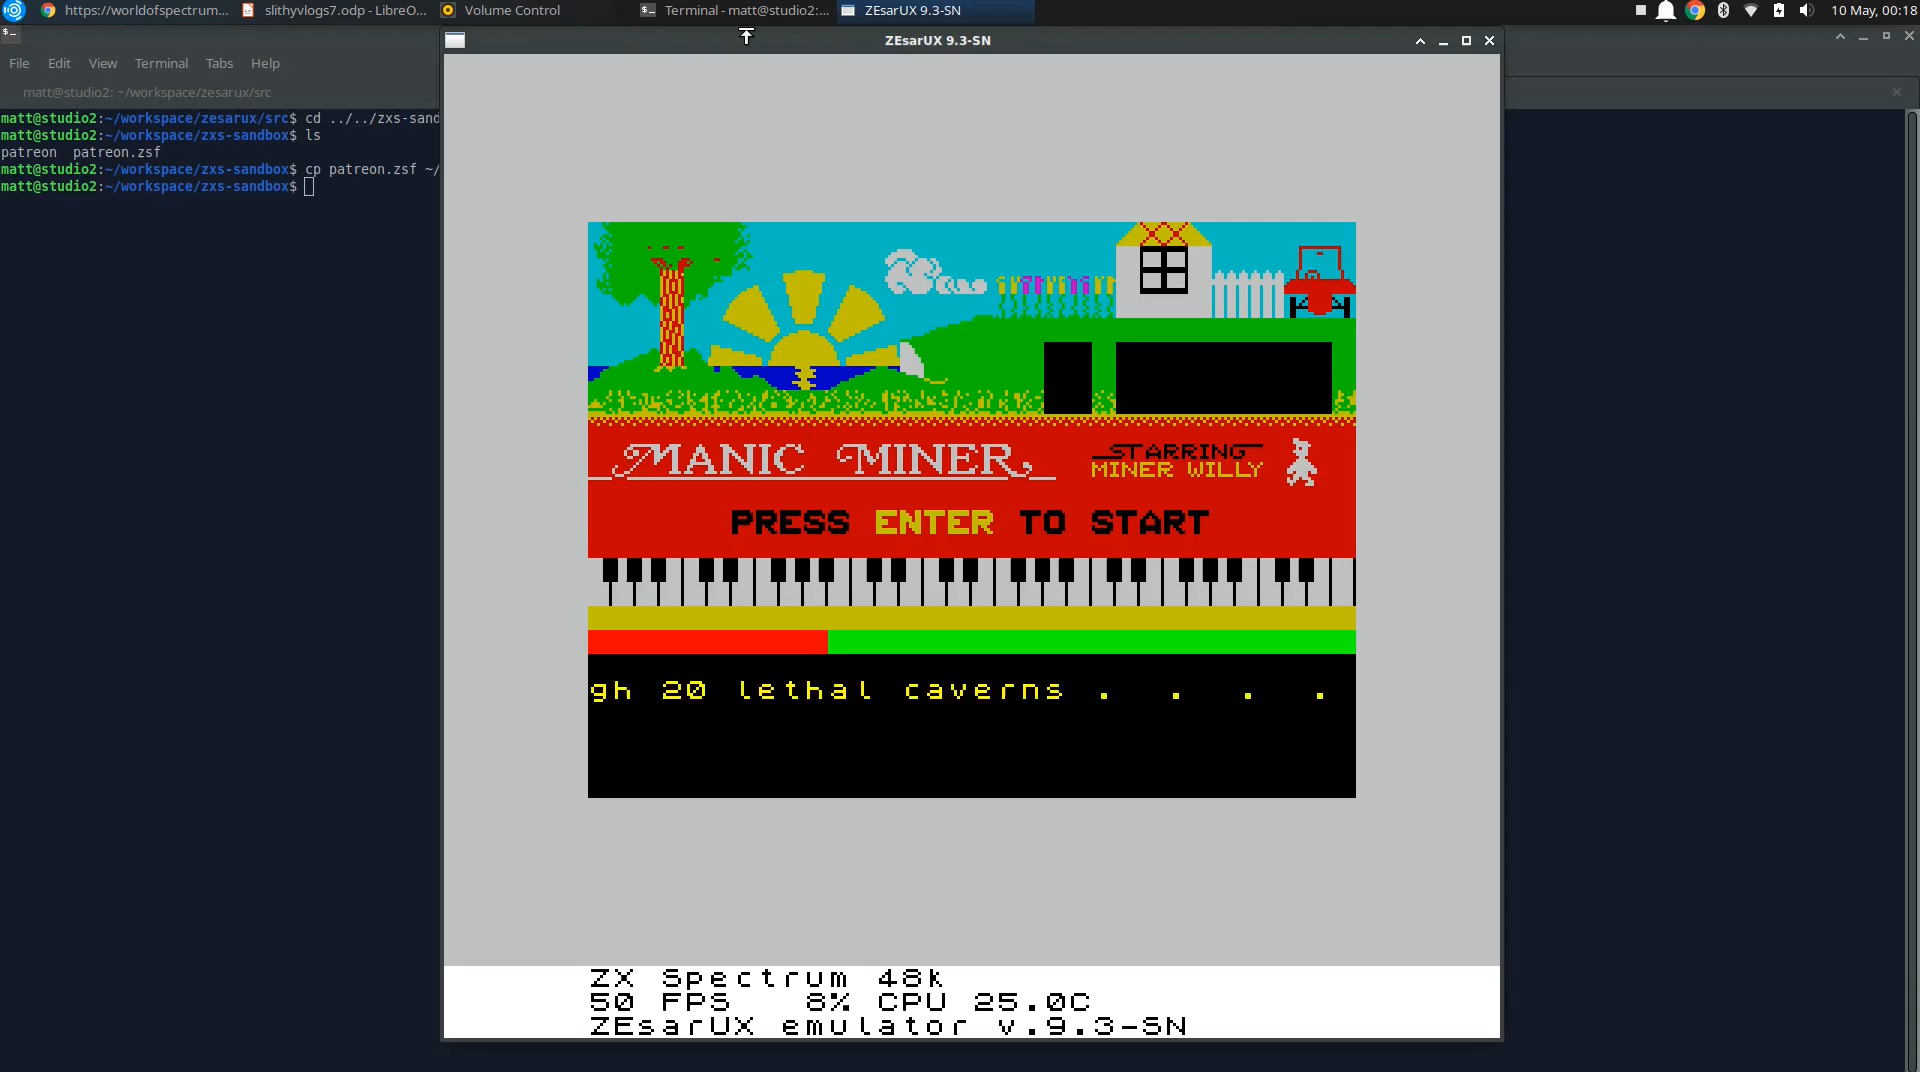 https://worldofspectrum... slithyvlogs7.odp - LibreO... Volume Control Terminal - matt@studio2:... ZEsarUX 9.3-SN 10 May, 00:18
ZEsarUX 9.3-SN
File Edit View Terminal Tabs Help
matt@studio2: ~/workspace/zesarux/src
matt@studio2:~/workspace/zesarux/src$ cd ../../zxs-sand
matt@studio2:~/workspace/zxs-sandbox$ ls
patreon patreon.zsf
matt@studio2:~/workspace/zxs-sandbox$ cp patreon.zsf ~/
matt@studio2:~/workspace/zxs-sandbox$
MANIC MINER
STARRING
MINER WILLY
PRESS ENTER TO START
gh 20 lethal caverns . . . .
ZX Spectrum 48k
50 FPS 8% CPU 25.0C
ZEsarUX emulator v.9.3-SN